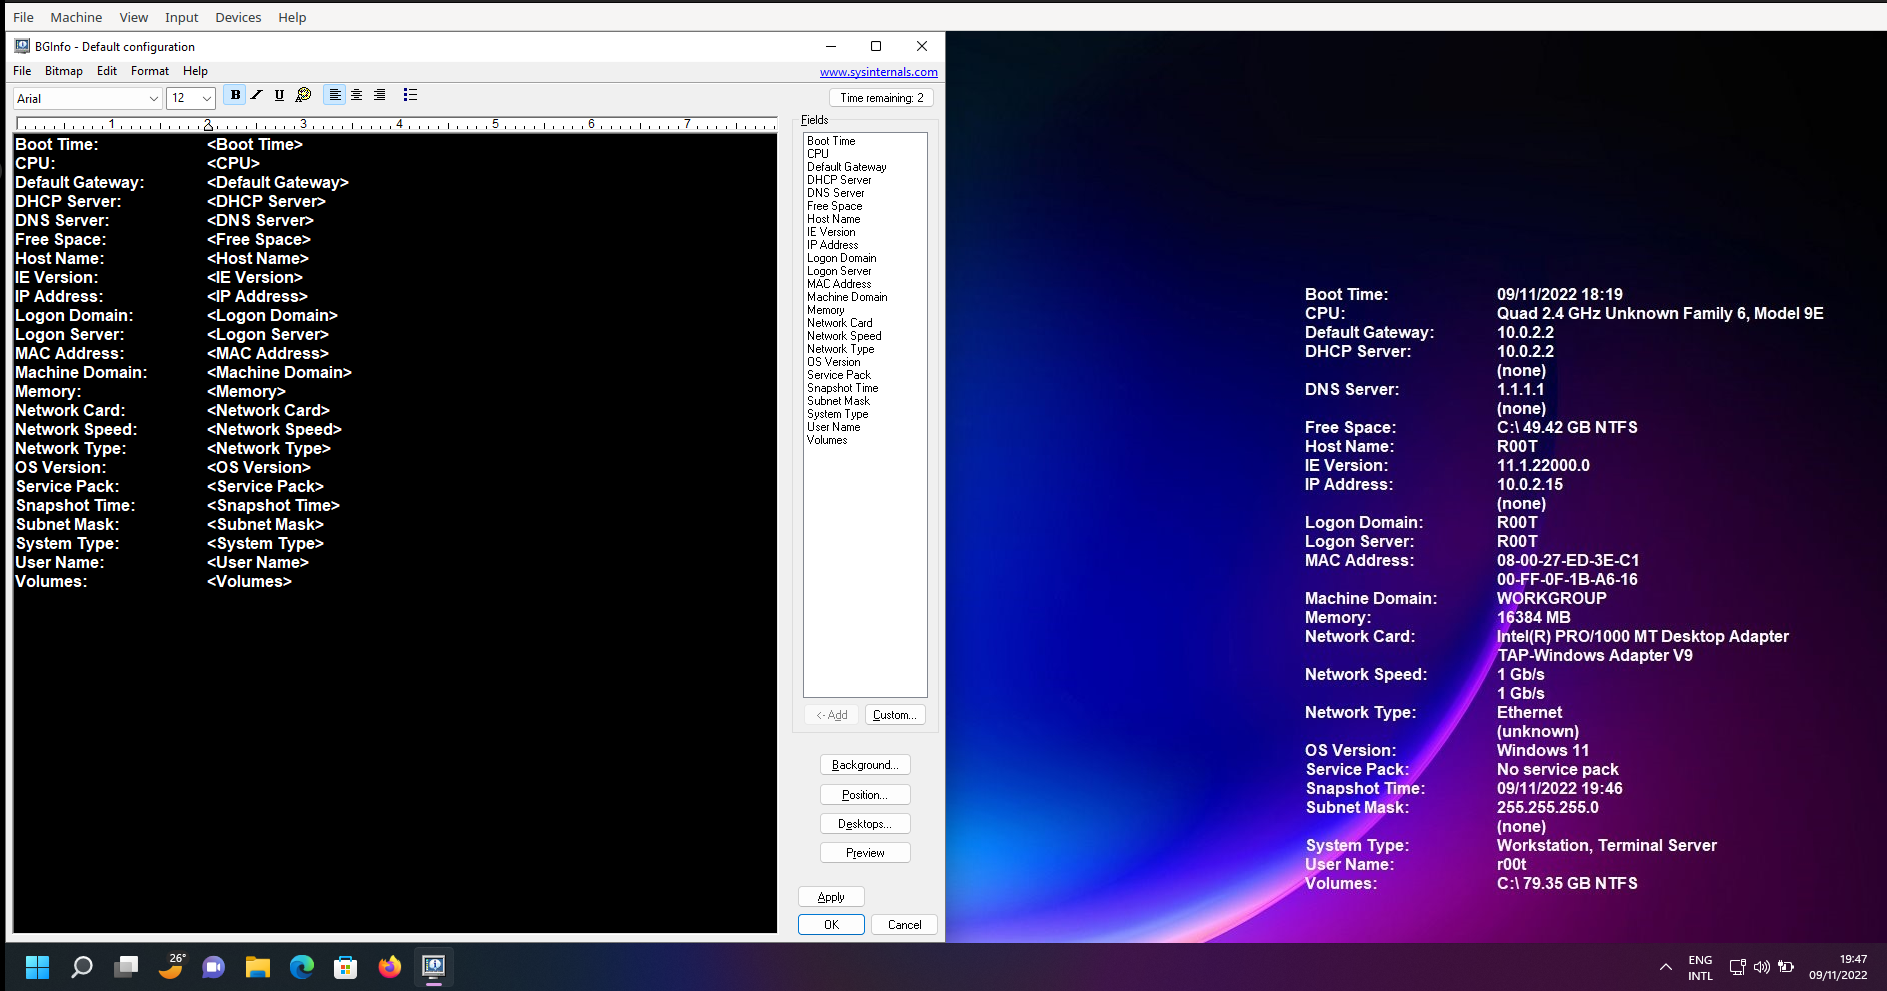 File Machine View Input Devices Help
BGInfo - Default configuration
File Bitmap Edit Format Help
www.sysinternals.com
Arial 12 B I U
Time remaining: 2
1 2 3 4 5 6 7
Boot Time: <Boot Time>
CPU: <CPU>
Default Gateway: <Default Gateway>
DHCP Server: <DHCP Server>
DNS Server: <DNS Server>
Free Space: <Free Space>
Host Name: <Host Name>
IE Version: <IE Version>
IP Address: <IP Address>
Logon Domain: <Logon Domain>
Logon Server: <Logon Server>
MAC Address: <MAC Address>
Machine Domain: <Machine Domain>
Memory: <Memory>
Network Card: <Network Card>
Network Speed: <Network Speed>
Network Type: <Network Type>
OS Version: <OS Version>
Service Pack: <Service Pack>
Snapshot Time: <Snapshot Time>
Subnet Mask: <Subnet Mask>
System Type: <System Type>
User Name: <User Name>
Volumes: <Volumes>
Fields
Boot Time
CPU
Default Gateway
DHCP Server
DNS Server
Free Space
Host Name
IE Version
IP Address
Logon Domain
Logon Server
MAC Address
Machine Domain
Memory
Network Card
Network Speed
Network Type
OS Version
Service Pack
Snapshot Time
Subnet Mask
System Type
User Name
Volumes
<- Add Custom...
Background...
Position...
Desktops...
Preview
Apply
OK Cancel
Boot Time: 09/11/2022 18:19
CPU: Quad 2.4 GHz Unknown Family 6, Model 9E
Default Gateway: 10.0.2.2
DHCP Server: 10.0.2.2
(none)
DNS Server: 1.1.1.1
(none)
Free Space: C:\ 49.42 GB NTFS
Host Name: R00T
IE Version: 11.1.22000.0
IP Address: 10.0.2.15
(none)
Logon Domain: R00T
Logon Server: R00T
MAC Address: 08-00-27-ED-3E-C1
00-FF-0F-1B-A6-16
Machine Domain: WORKGROUP
Memory: 16384 MB
Network Card: Intel(R) PRO/1000 MT Desktop Adapter
TAP-Windows Adapter V9
Network Speed: 1 Gb/s
1 Gb/s
Network Type: Ethernet
(unknown)
OS Version: Windows 11
Service Pack: No service pack
Snapshot Time: 09/11/2022 19:46
Subnet Mask: 255.255.255.0
(none)
System Type: Workstation, Terminal Server
User Name: r00t
Volumes: C:\ 79.35 GB NTFS
26°
ENG
INTL
19:47
09/11/2022